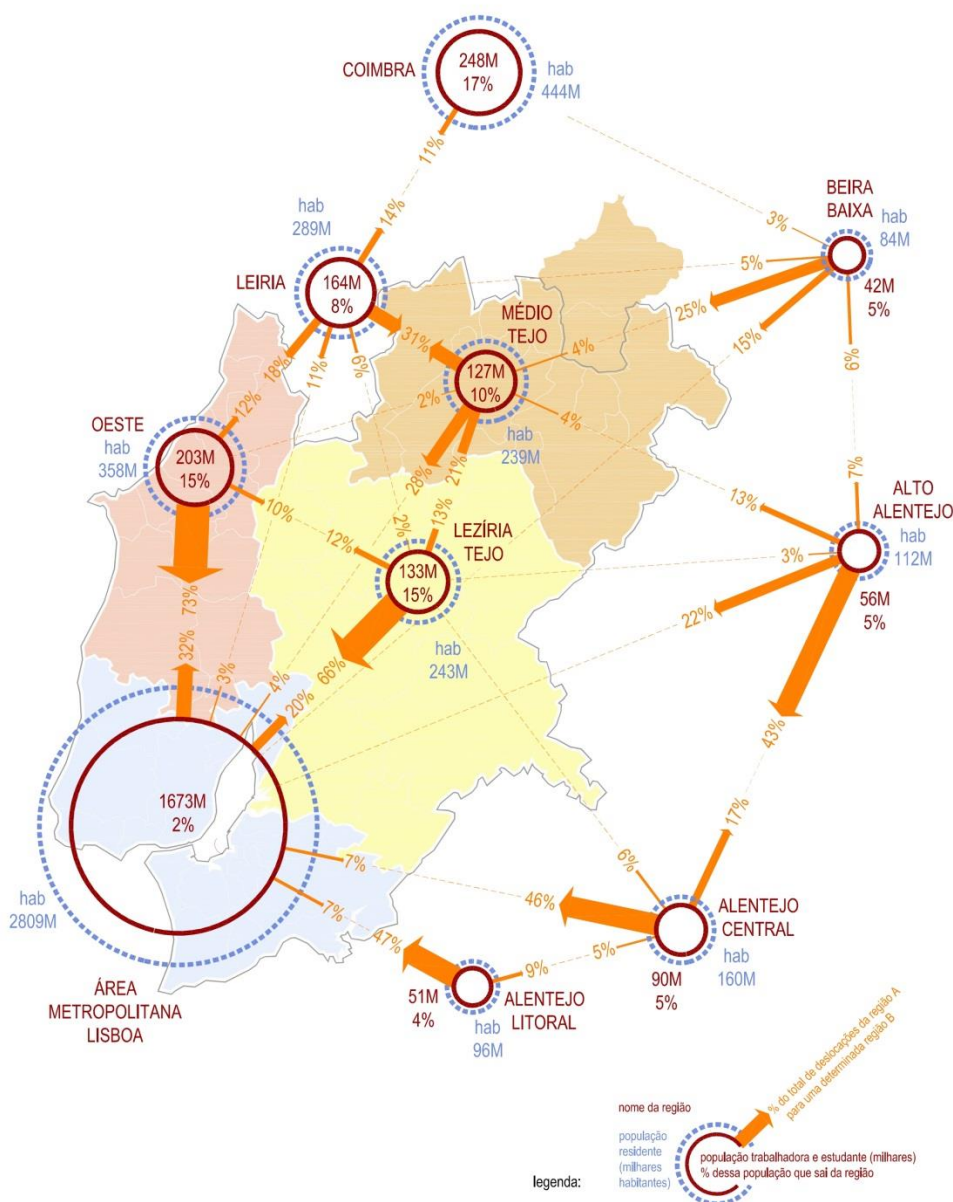 COIMBRA
248M
17%
hab
444M
11%
14%
3%
BEIRA
BAIXA
hab
84M
42M
5%
hab
289M
LEIRIA
164M
8%
5%
25%
15%
4%
6%
31%
MÉDIO
TEJO
127M
10%
hab
239M
18%
11%
6%
12%
2%
4%
OESTE
hab
358M
203M
15%
28%
21%
13%
7%
ALTO
ALENTEJO
hab
112M
56M
5%
10%
12%
2%
13%
LEZÍRIA
TEJO
133M
15%
hab
243M
3%
22%
73%
32%
3%
4%
20%
66%
43%
17%
1673M
2%
hab
2809M
ÁREA
METROPOLITANA
LISBOA
7%
7%
46%
47%
6%
ALENTEJO
CENTRAL
hab
160M
90M
5%
9%
5%
51M
4%
ALENTEJO
LITORAL
hab
96M
legenda:
nome da região
população
residente
(milhares
habitantes)
% do total de deslocações da região A
para uma determinada região B
população trabalhadora e estudante (milhares)
% dessa população que sai da região